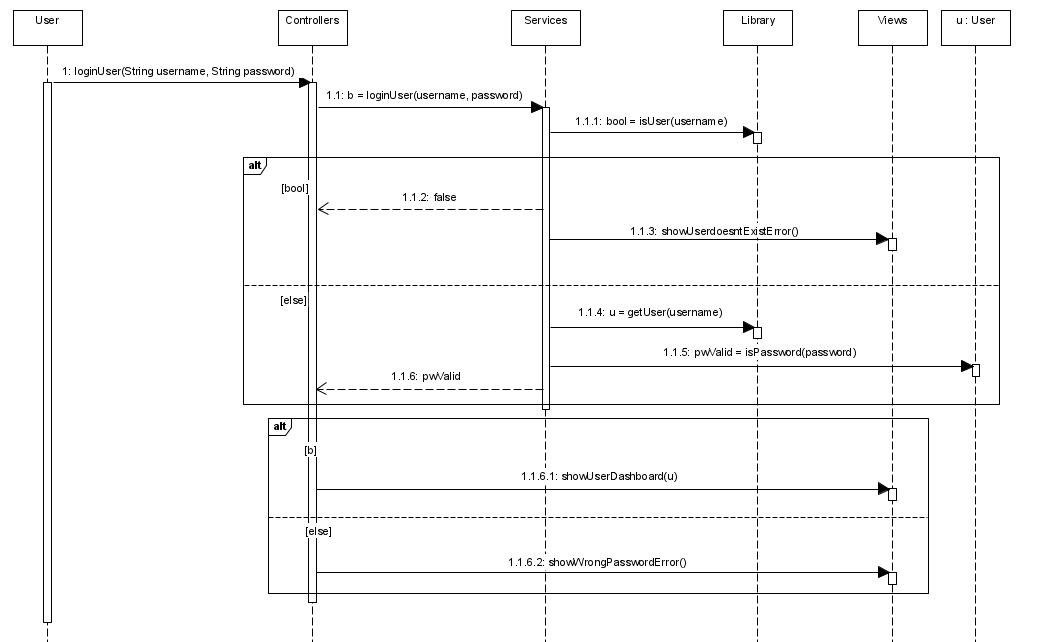 User
Controllers
Services
Library
Views
u : User
1: loginUser(String username, String password)
1.1: b = loginUser(username, password)
1.1.1: bool = isUser(username)
alt
[bool]
1.1.2: false
1.1.3: showUserdoesntExistError()
[else]
1.1.4: u = getUser(username)
1.1.5: pwValid = isPassword(password)
1.1.6: pwValid
alt
[b]
1.1.6.1: showUserDashboard(u)
[else]
1.1.6.2: showWrongPasswordError()